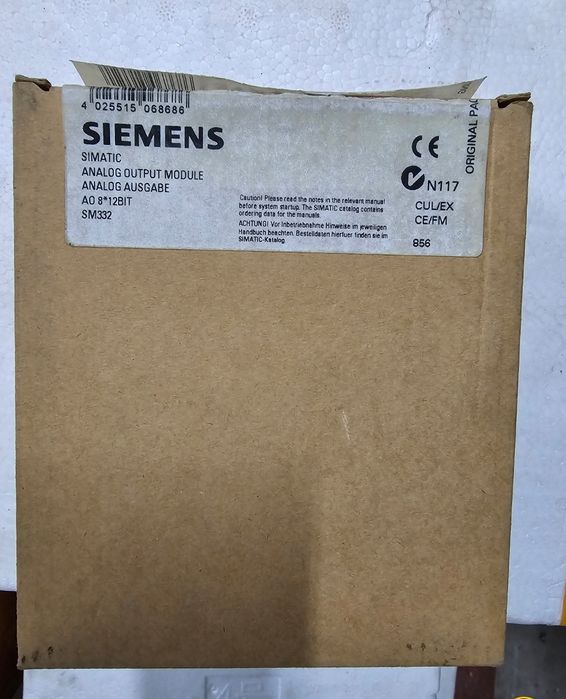 4 025515 068686
SIEMENS
SIMATIC
ANALOG OUTPUT MODULE
ANALOG AUSGABE
AO 8*12BIT
SM332
Caution! Please read the notes in the relevant manual
before system startup. The SIMATIC catalog contains
ordering data for the manuals.
ACHTUNG! Vor Inbetriebnahme Hinweise im jeweiligen
Handbuch beachten. Bestelldaten hierfuer finden sie im
SIMATIC-Katalog.
CE
N117
CUL/EX
CE/FM
856
ORIGINAL